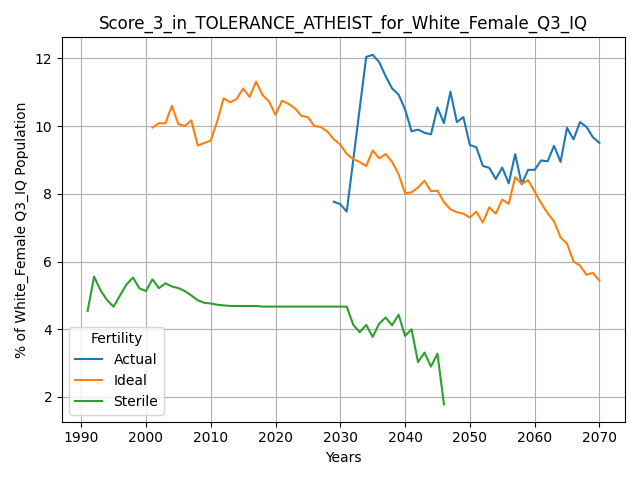 Score_3_in_TOLERANCE_ATHEIST_for_White_Female_Q3_IQ
% of White_Female Q3_IQ Population
12
10
8
6
4
2
Fertility
Actual
Ideal
Sterile
1990 2000 2010 2020 2030 2040 2050 2060 2070
Years